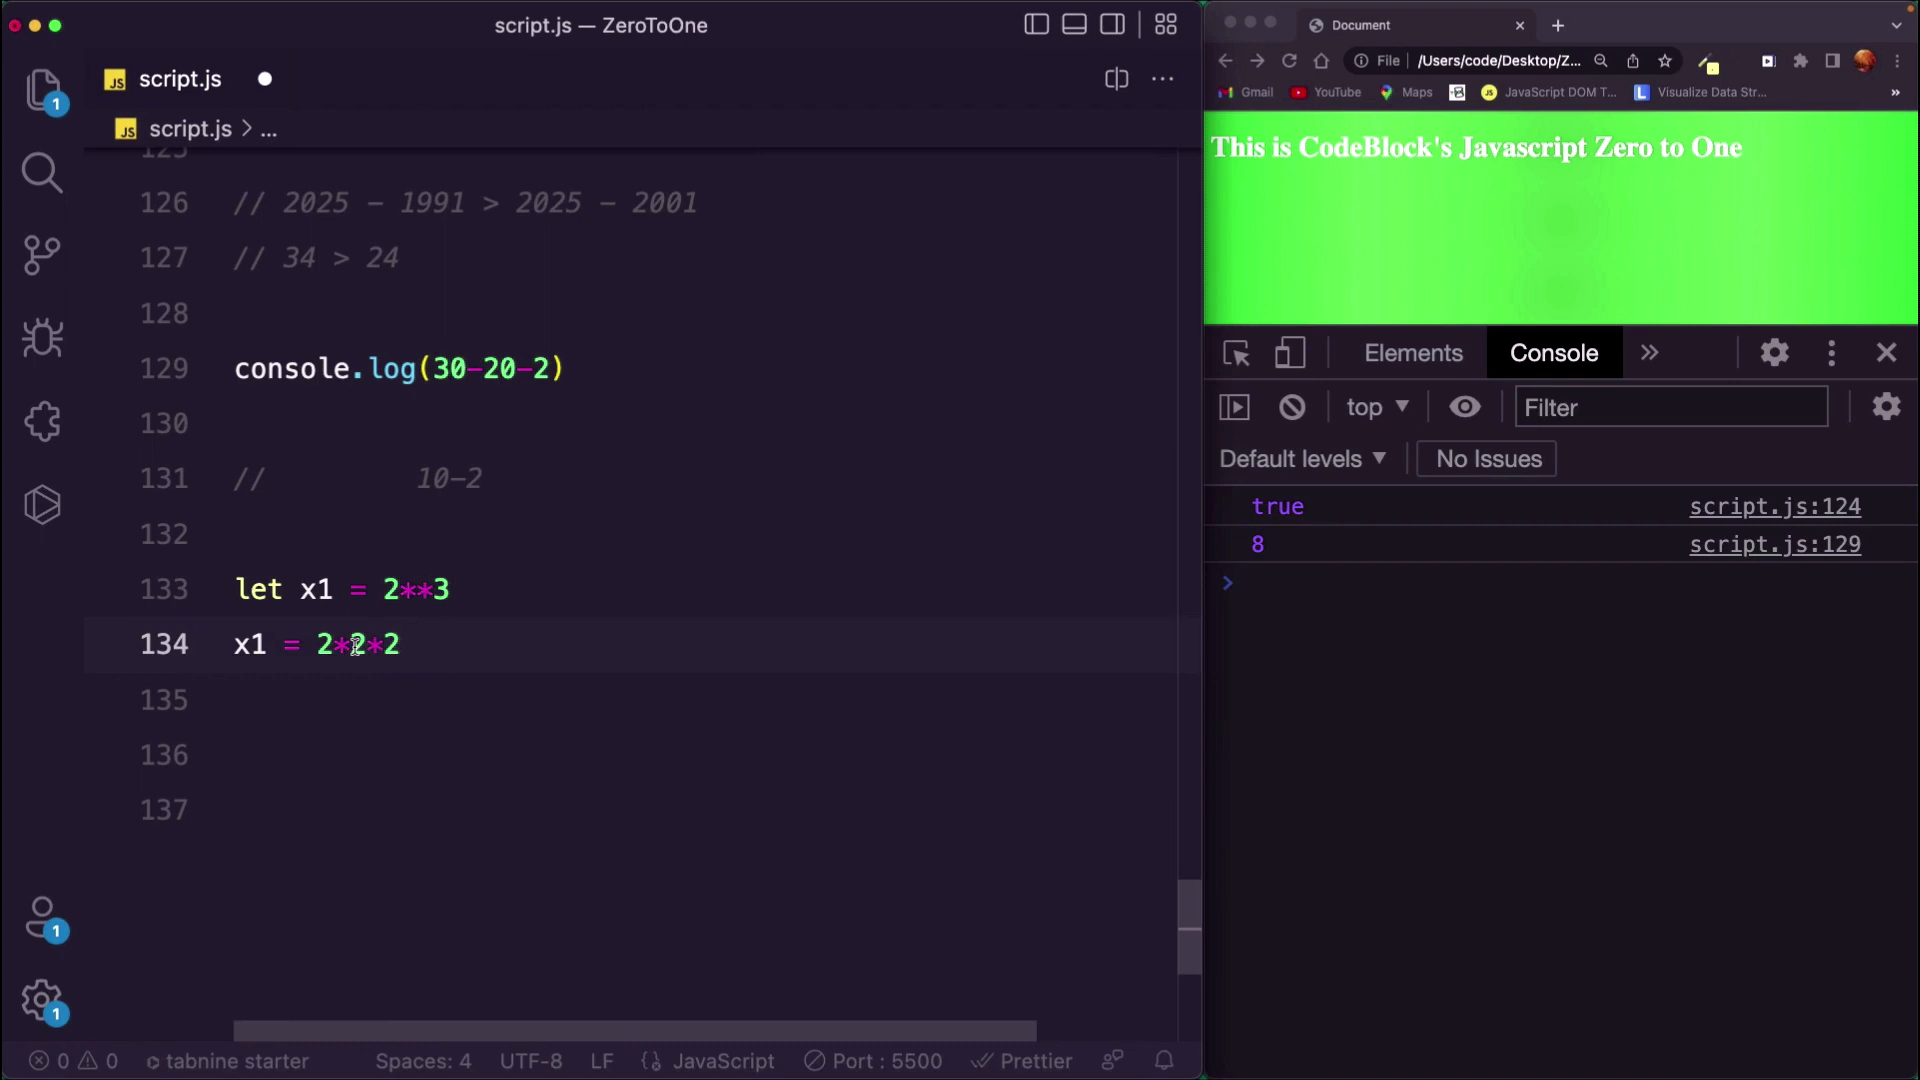 script.js — ZeroToOne
script.js
script.js > ...
125
126 // 2025 - 1991 > 2025 - 2001
127 // 34 > 24
128
129 console.log(30-20-2)
130
131 // 10-2
132
133 let x1 = 2**3
134 x1 = 2*2*2
135
136
137
1
1
1
0 0 tabnine starter Spaces: 4 UTF-8 LF {} JavaScript Port : 5500 Prettier
Document
File /Users/code/Desktop/Z...
Gmail YouTube Maps JavaScript DOM T... Visualize Data Str... »
This is CodeBlock's Javascript Zero to One
Elements Console »
top Filter
Default levels No Issues
true script.js:124
8 script.js:129
>